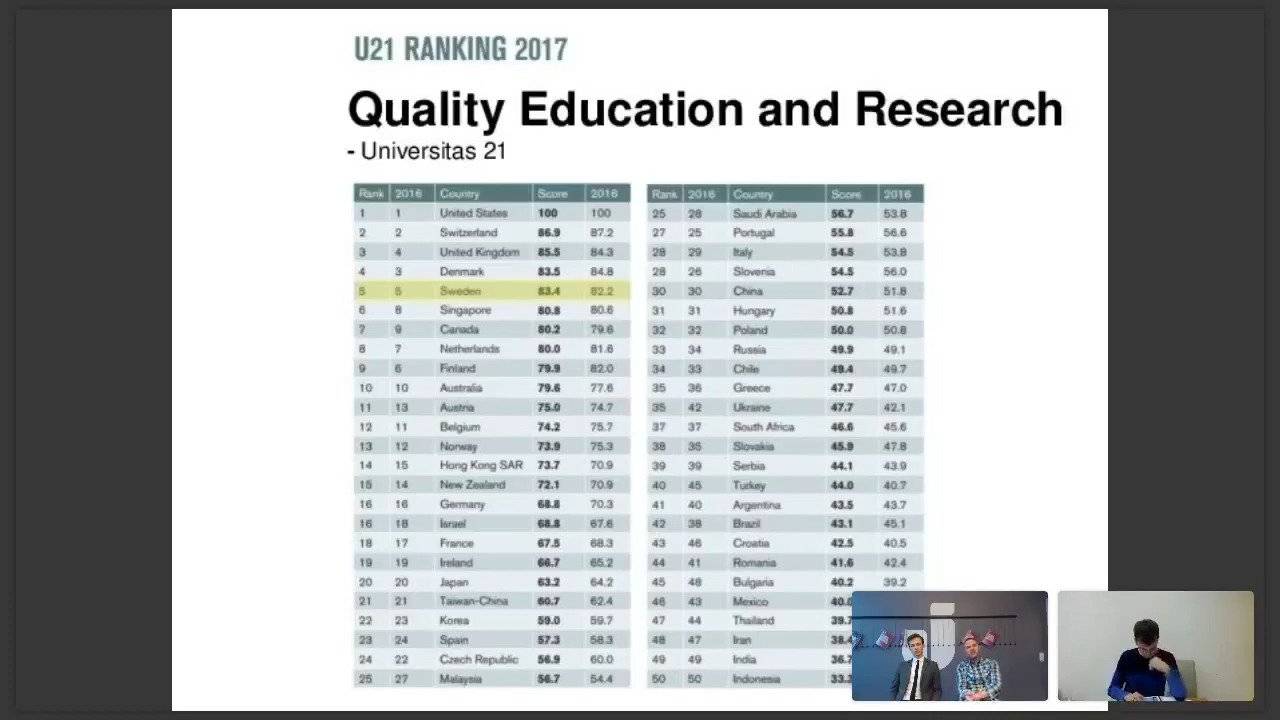 U21 RANKING 2017
Quality Education and Research
- Universitas 21
Rank 2016 Country Score 2016
1 1 United States 100 100
2 2 Switzerland 86.9 87.2
3 4 United Kingdom 85.5 84.3
4 3 Denmark 83.5 84.8
5 5 Sweden 83.4 82.2
6 8 Singapore 80.8 80.6
7 9 Canada 80.2 79.6
8 7 Netherlands 80.0 81.6
9 6 Finland 79.9 82.0
10 10 Australia 79.6 77.6
11 13 Austria 75.0 74.7
12 11 Belgium 74.2 75.7
13 12 Norway 73.9 75.3
14 15 Hong Kong SAR 73.7 70.9
15 14 New Zealand 72.1 70.9
16 16 Germany 68.8 70.3
16 18 Israel 68.8 67.6
18 17 France 67.5 68.3
19 19 Ireland 66.7 65.2
20 20 Japan 63.2 64.2
21 21 Taiwan-China 60.7 62.4
22 23 Korea 59.0 59.7
23 24 Spain 57.3 58.3
24 22 Czech Republic 56.9 60.0
25 27 Malaysia 56.7 54.4
Rank 2016 Country Score 2016
25 28 Saudi Arabia 56.7 53.8
27 25 Portugal 55.8 56.6
28 29 Italy 54.5 53.8
28 26 Slovenia 54.5 56.0
30 30 China 52.7 51.8
31 31 Hungary 50.8 51.6
32 32 Poland 50.0 50.8
33 34 Russia 49.9 49.1
34 33 Chile 49.4 49.7
35 36 Greece 47.7 47.0
35 42 Ukraine 47.7 42.1
37 37 South Africa 46.6 45.6
38 35 Slovakia 45.9 47.8
39 39 Serbia 44.1 43.9
40 45 Turkey 44.0 40.7
41 40 Argentina 43.5 43.7
42 38 Brazil 43.1 45.1
43 46 Croatia 42.5 40.5
44 41 Romania 41.6 42.4
45 48 Bulgaria 40.2 39.2
46 43 Mexico 40.0
47 44 Thailand 39.7
48 47 Iran 38.4
49 49 India 36.7
50 50 Indonesia 33.3